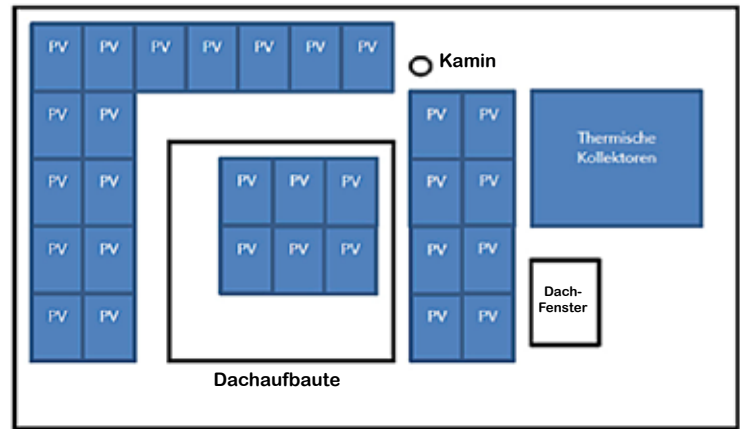 PV PV PV PV PV PV PV
Kamin
PV PV PV PV
Thermische
Kollektoren
PV PV PV PV PV PV PV
PV PV PV PV PV PV PV
Dach-
Fenster
PV PV PV PV
Dachaufbaute